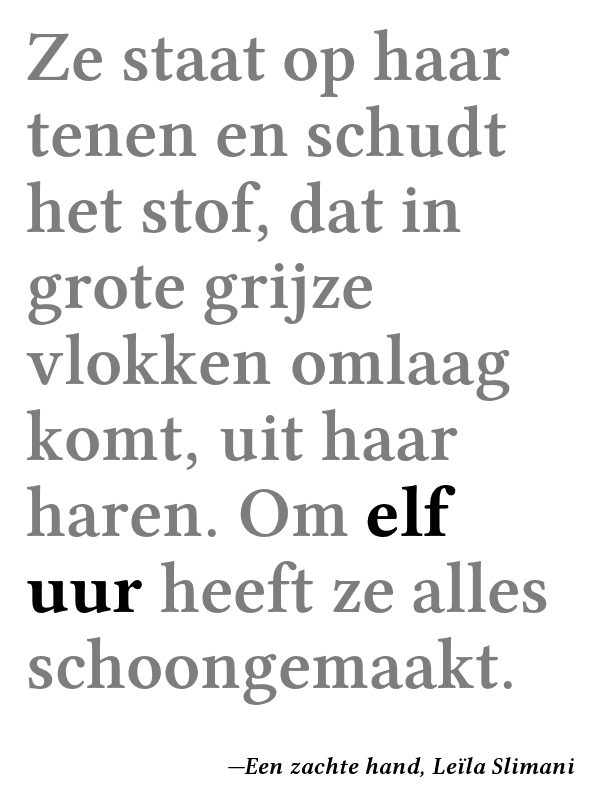 Ze staat op haar
tenen en schudt
het stof, dat in
grote grijze
vlokken omlaag
komt, uit haar
haren. Om elf
uur heeft ze alles
schoongemaakt.
—Een zachte hand, Leïla Slimani